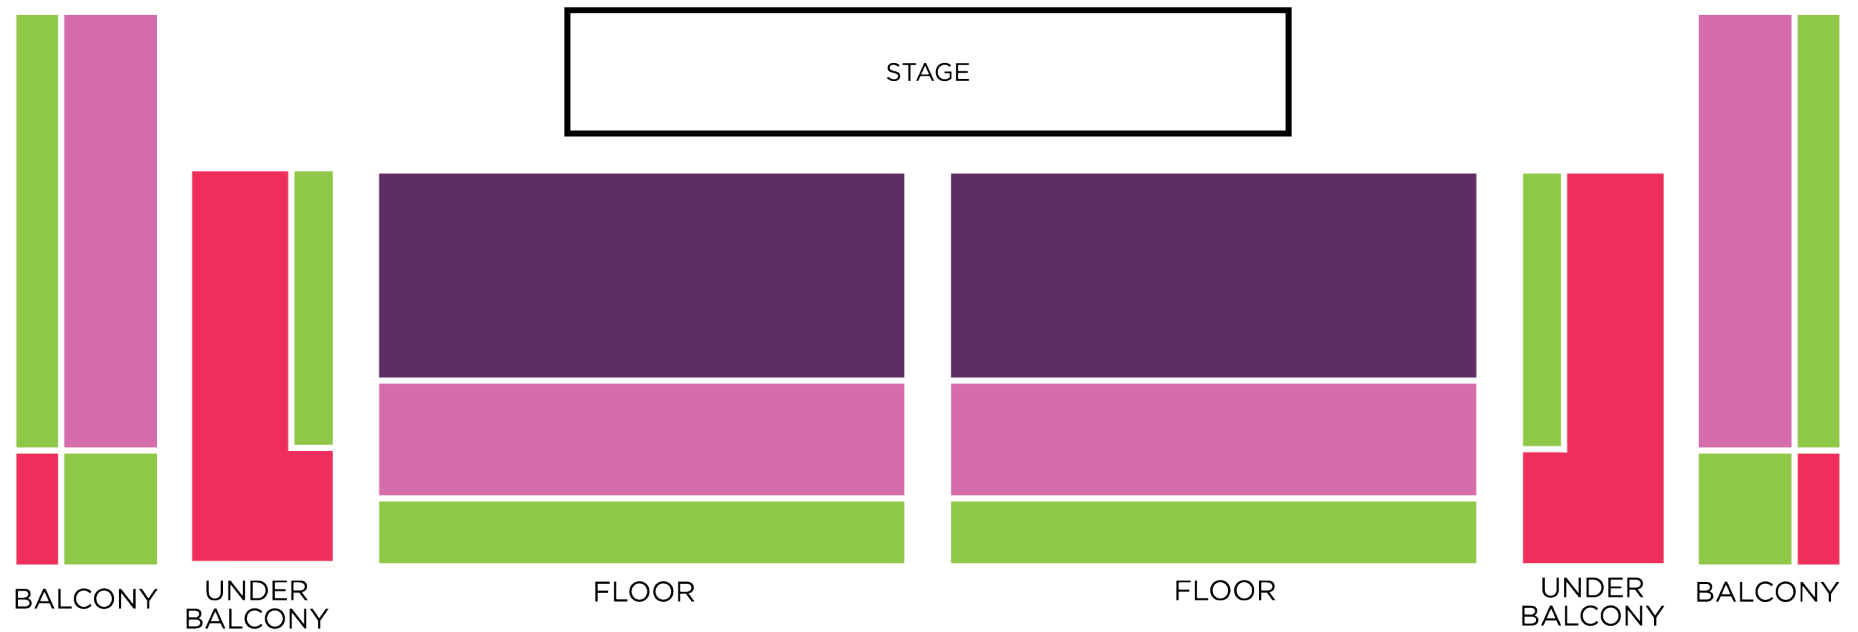 STAGE
BALCONY
UNDER
BALCONY
FLOOR
FLOOR
UNDER
BALCONY
BALCONY